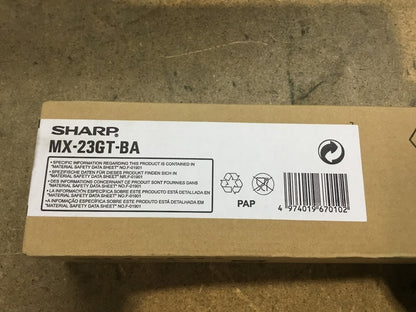 SHARP
MX-23GT-BA
• SPECIFIC INFORMATION REGARDING THIS PRODUCT IS CONTAINED IN
"MATERIAL SAFETY DATA SHEET" NO.F-01901
• SPEZIFISCHE DATEN FÜR DIESES PRODUKT FINDEN SICH IN
"MATERIAL SAFETY DATA SHEET" NR.F-01901
• DES INFORMATIONS CONCERNANT CE PRODUIT SONT FOURNIES DANS
"MATERIAL SAFETY DATA SHEET" NO.F-01901
• LA INFORMACIÓN ESPECÍFICA SOBRE ESTE PRODUCTO ESTÁ DETALLADA EN
"MATERIAL SAFETY DATA SHEET" NO.F-01901
• A INFOMAÇÃO ESPECÍFICA SOBRE ESTE PRODUTO ESTÁ DETALHADA EM
"MATERIAL SAFETY DATA SHEET" NO.F-01901
PAP
4 974019 670102